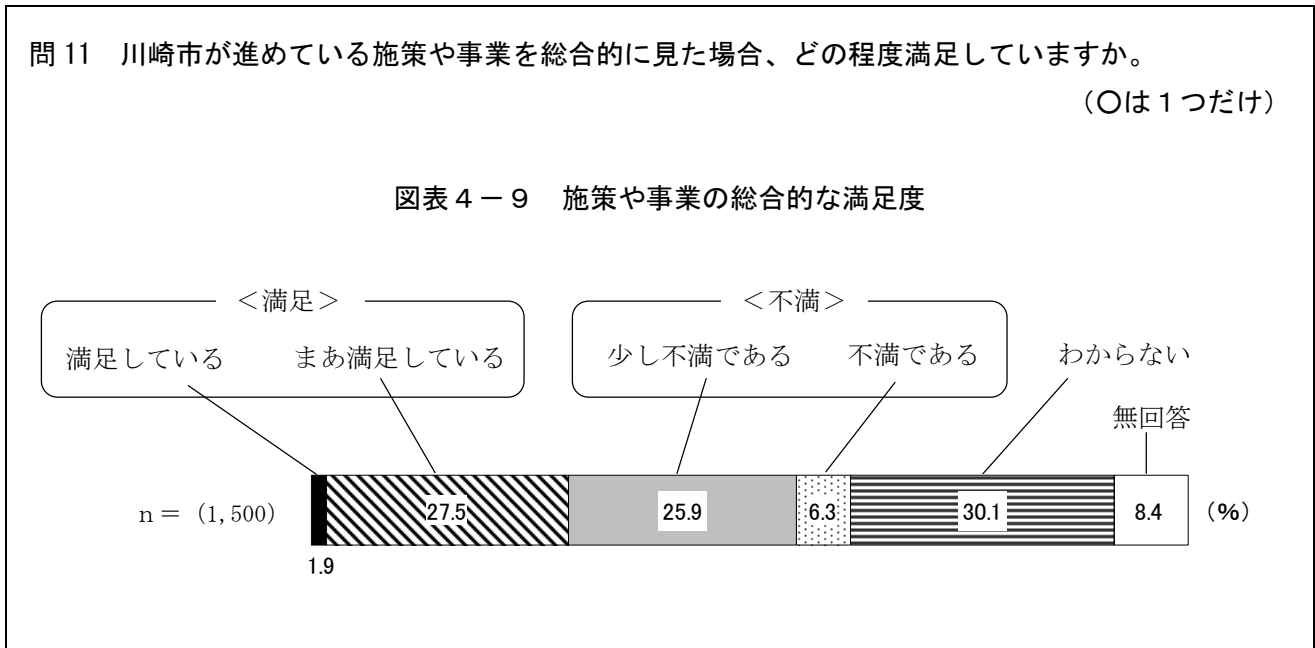 問 11　川崎市が進めている施策や事業を総合的に見た場合、どの程度満足していますか。
（○は１つだけ）
図表４－９　施策や事業の総合的な満足度
＜満足＞　＜不満＞
満足している　まあ満足している　少し不満である　不満である　わからない
無回答
n＝（1,500）　27.5　25.9　6.3　30.1　8.4　（%）
1.9